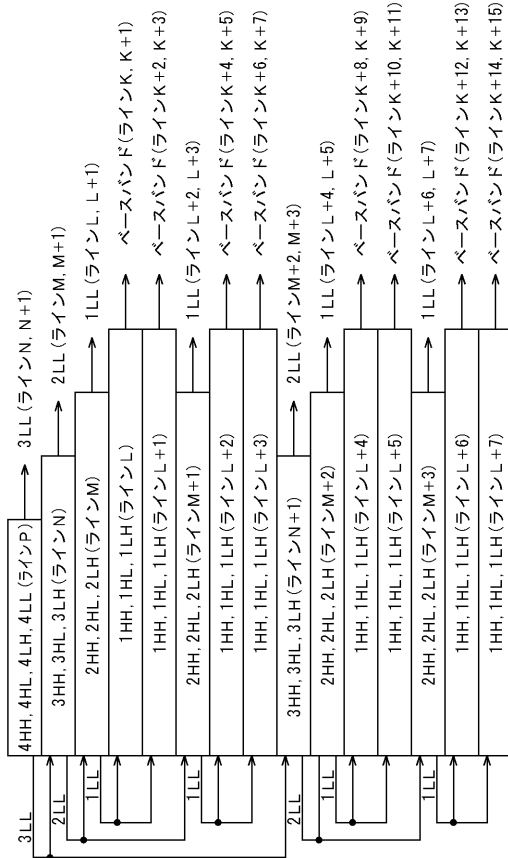 3LL
4HH, 4HL, 4LH, 4LL (ラインP)
3LL (ラインN, N+1)
2LL
3HH, 3HL, 3LH (ラインN)
2LL (ラインM, M+1)
1LL
2HH, 2HL, 2LH (ラインM)
1LL (ラインL, L+1)
1HH, 1HL, 1LH (ラインL)
ベースバンド(ラインK, K+1)
1HH, 1HL, 1LH (ラインL+1)
ベースバンド(ラインK+2, K+3)
1LL
2HH, 2HL, 2LH (ラインM+1)
1LL (ラインL+2, L+3)
1HH, 1HL, 1LH (ラインL+2)
ベースバンド(ラインK+4, K+5)
1HH, 1HL, 1LH (ラインL+3)
ベースバンド(ラインK+6, K+7)
2LL
3HH, 3HL, 3LH (ラインN+1)
2LL (ラインM+2, M+3)
1LL
2HH, 2HL, 2LH (ラインM+2)
1LL (ラインL+4, L+5)
1HH, 1HL, 1LH (ラインL+4)
ベースバンド(ラインK+8, K+9)
1HH, 1HL, 1LH (ラインL+5)
ベースバンド(ラインK+10, K+11)
1LL
2HH, 2HL, 2LH (ラインM+3)
1LL (ラインL+6, L+7)
1HH, 1HL, 1LH (ラインL+6)
ベースバンド(ラインK+12, K+13)
1HH, 1HL, 1LH (ラインL+7)
ベースバンド(ラインK+14, K+15)